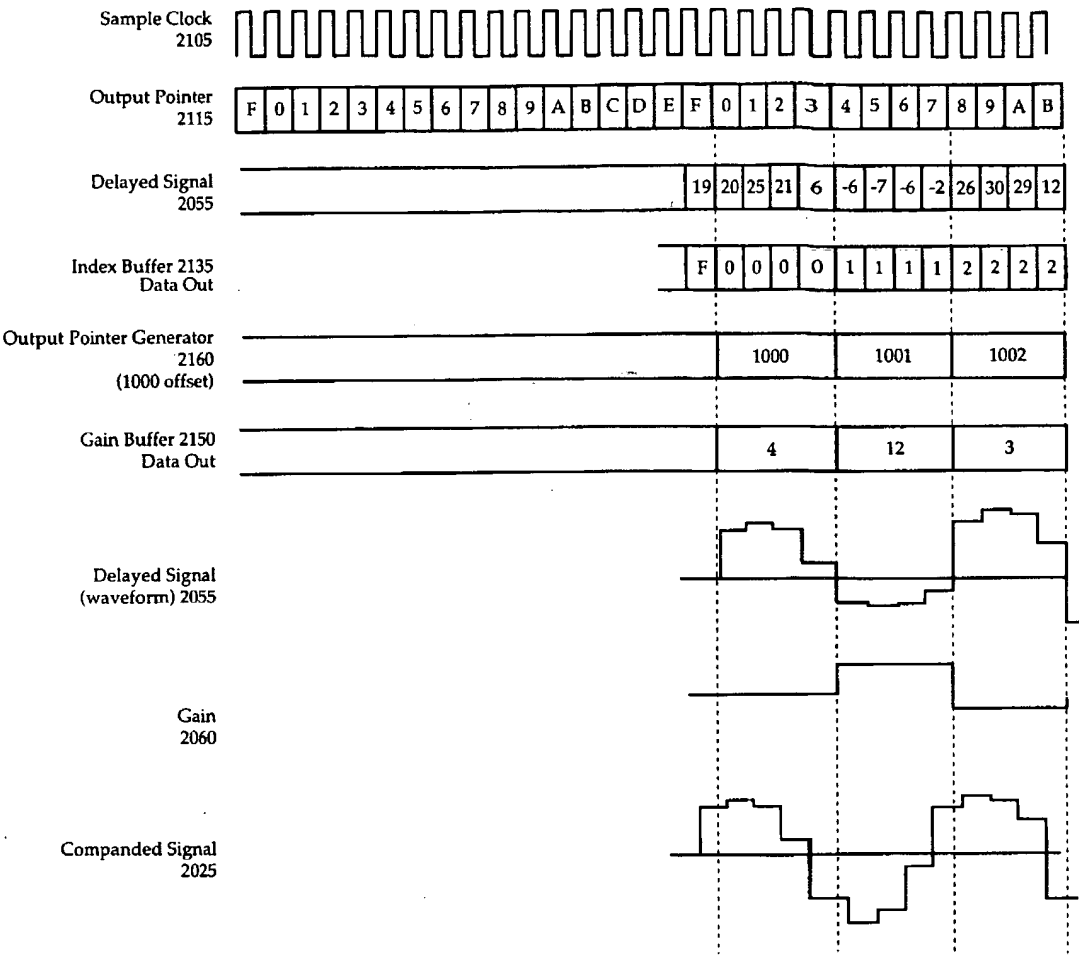 Sample Clock
2105
Output Pointer
2115
F 0 1 2 3 4 5 6 7 8 9 A B C D E F 0 1 2 3 4 5 6 7 8 9 A B
Delayed Signal
2055
19 20 25 21 6 -6 -7 -6 -2 26 30 29 12
Index Buffer 2135
Data Out
F 0 0 0 0 1 1 1 1 2 2 2 2
Output Pointer Generator
2160
(1000 offset)
1000 1001 1002
Gain Buffer 2150
Data Out
4 12 3
Delayed Signal
(waveform) 2055
Gain
2060
Companded Signal
2025